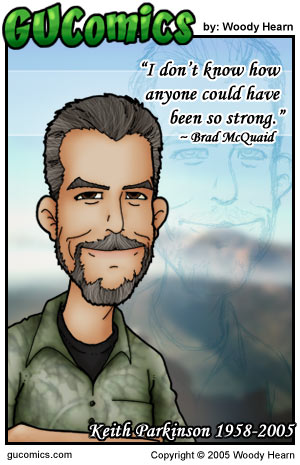 GUComics by: Woody Hearn
“I don’t know how
anyone could have
been so strong.”
~ Brad McQuaid
Keith Parkinson 1958-2005
gucomics.com Copyright © 2005 Woody Hearn